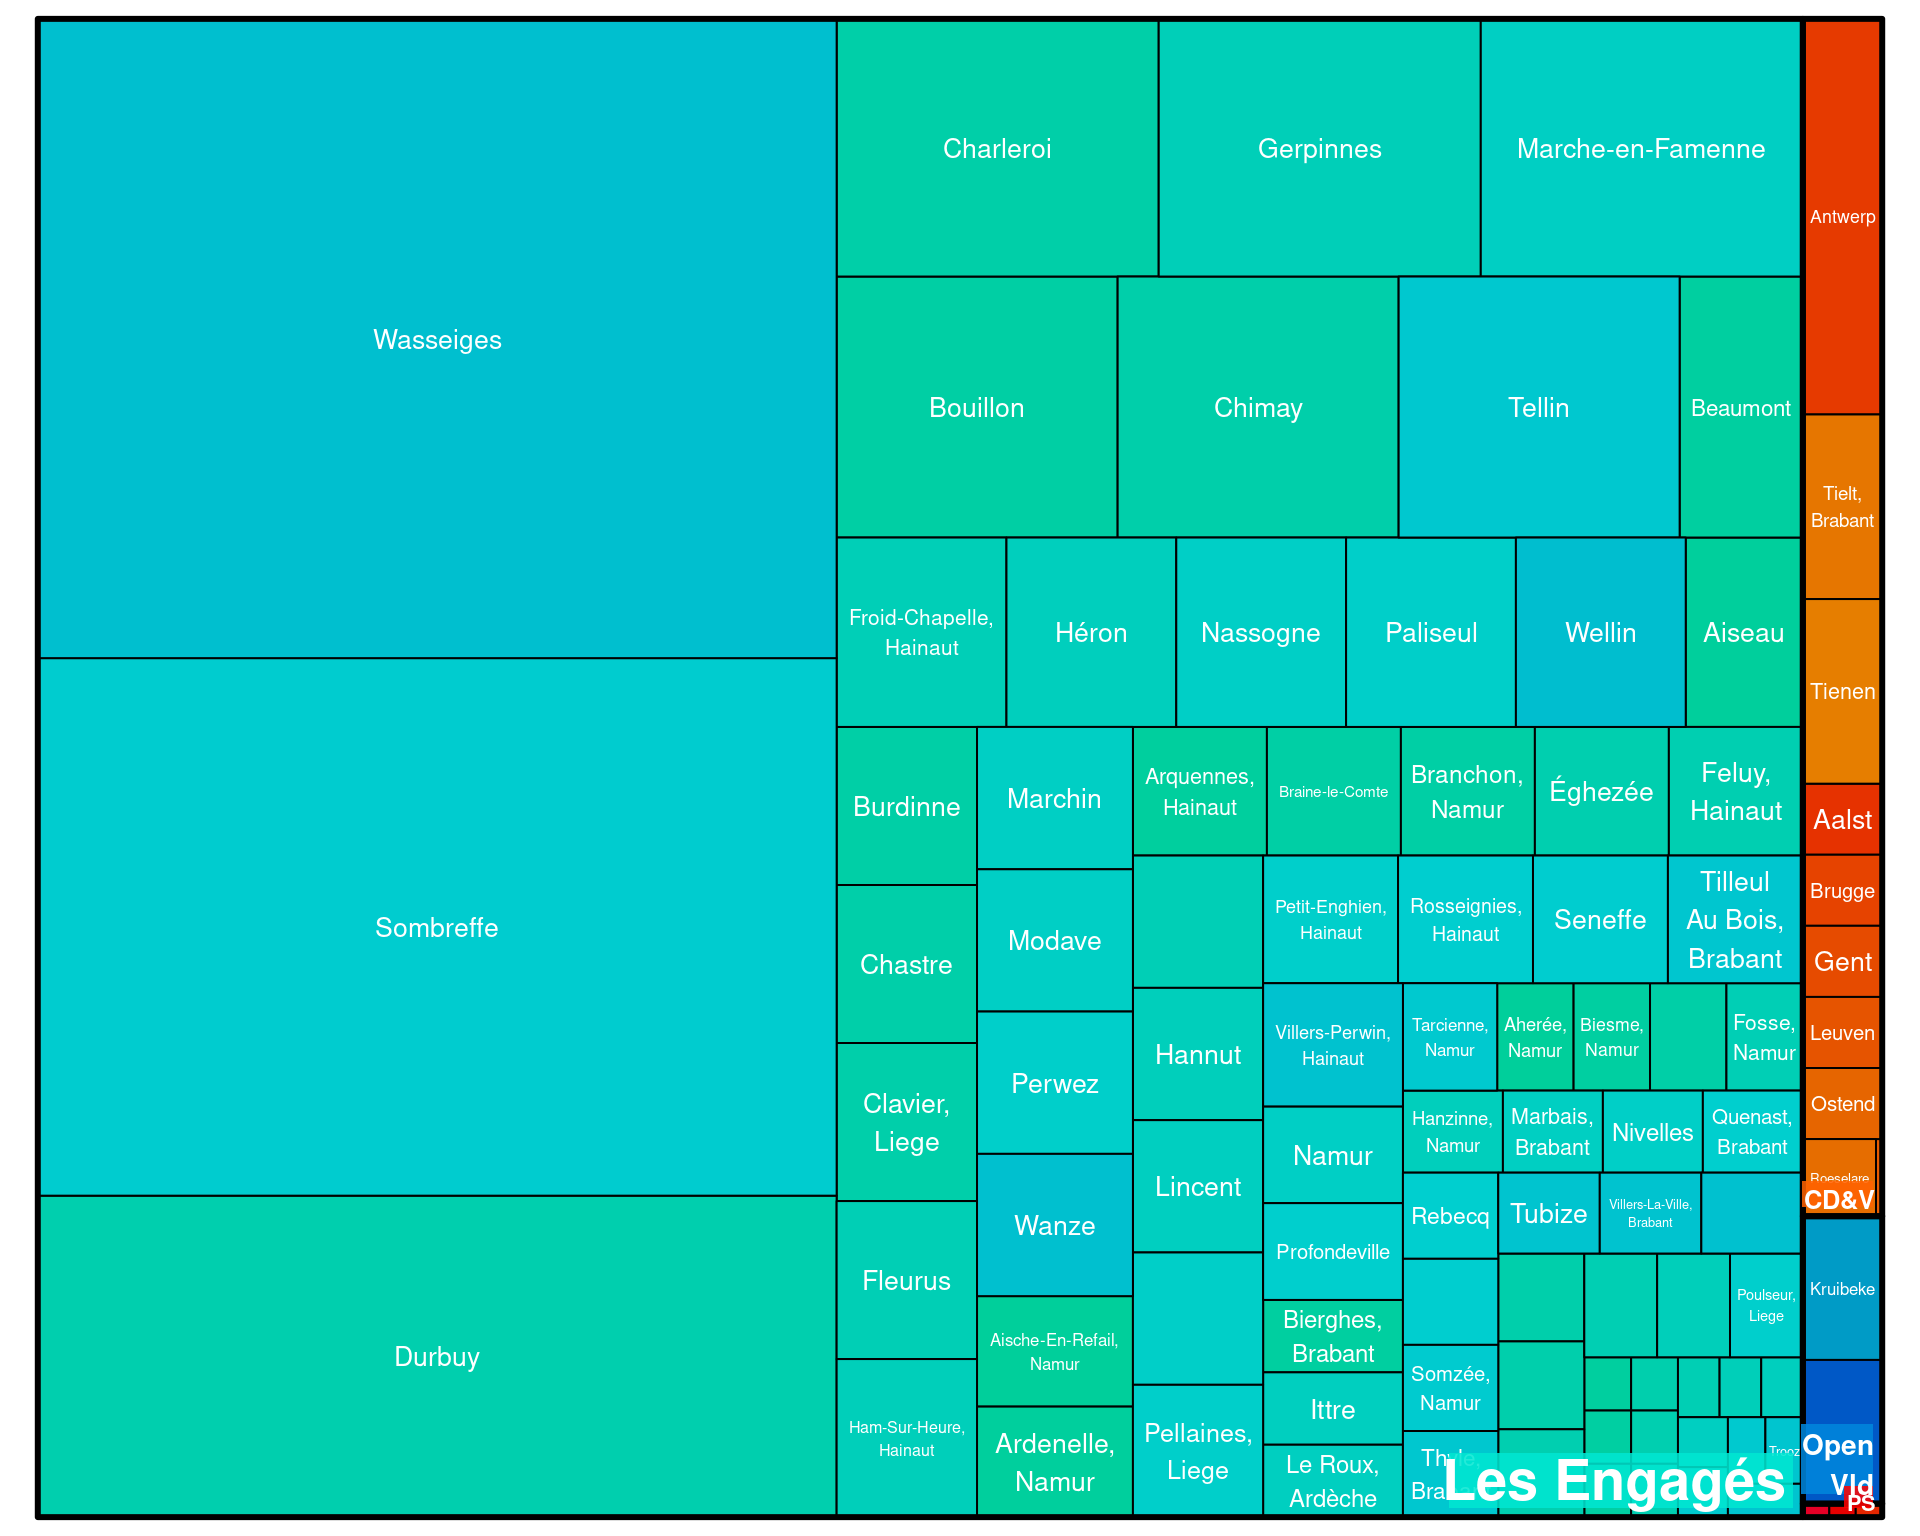 Wasseiges
Sombreffe
Durbuy
Charleroi
Gerpinnes
Marche-en-Famenne
Bouillon
Chimay
Tellin
Beaumont
Froid-Chapelle,
Hainaut
Héron
Nassogne
Paliseul
Wellin
Aiseau
Burdinne
Chastre
Clavier,
Liege
Fleurus
Ham-Sur-Heure,
Hainaut
Marchin
Modave
Perwez
Wanze
Aische-En-Refail,
Namur
Ardenelle,
Namur
Arquennes,
Hainaut
Braine-le-Comte
Branchon,
Namur
Éghezée
Feluy,
Hainaut
Hannut
Lincent
Pellaines,
Liege
Petit-Enghien,
Hainaut
Rosseignies,
Hainaut
Seneffe
Tilleul
Au Bois,
Brabant
Villers-Perwin,
Hainaut
Namur
Profondeville
Bierghes,
Brabant
Ittre
Le Roux,
Ardèche
Tarcienne,
Namur
Aherée,
Namur
Biesme,
Namur
Fosse,
Namur
Hanzinne,
Namur
Marbais,
Brabant
Nivelles
Quenast,
Brabant
Rebecq
Tubize
Villers-La-Ville,
Brabant
Somzée,
Namur
Poulseur,
Liege
Les Engagés
Antwerp
Tielt,
Brabant
Tienen
Aalst
Brugge
Gent
Leuven
Ostend
Roeselare
CD&V
Kruibeke
Open
Vld
PS